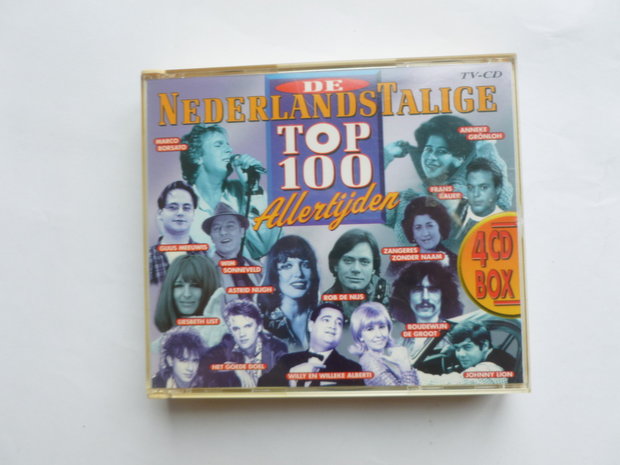 TV-CD
DE
NEDERLANDSTALIGE
TOP
100
Allertijden
MARCO
BORSATO
ANNEKE
GRÖNLOH
FRANS
BAUER
GUUS MEEUWIS
WIM
SONNEVELD
ZANGERES
ZONDER NAAM
4 CD
BOX
ASTRID NIJGH
ROB DE NIJS
LIESBETH LIST
BOUDEWIJN
DE GROOT
HET GOEDE DOEL
WILLY EN WILLEKE ALBERTI
JOHNNY LION